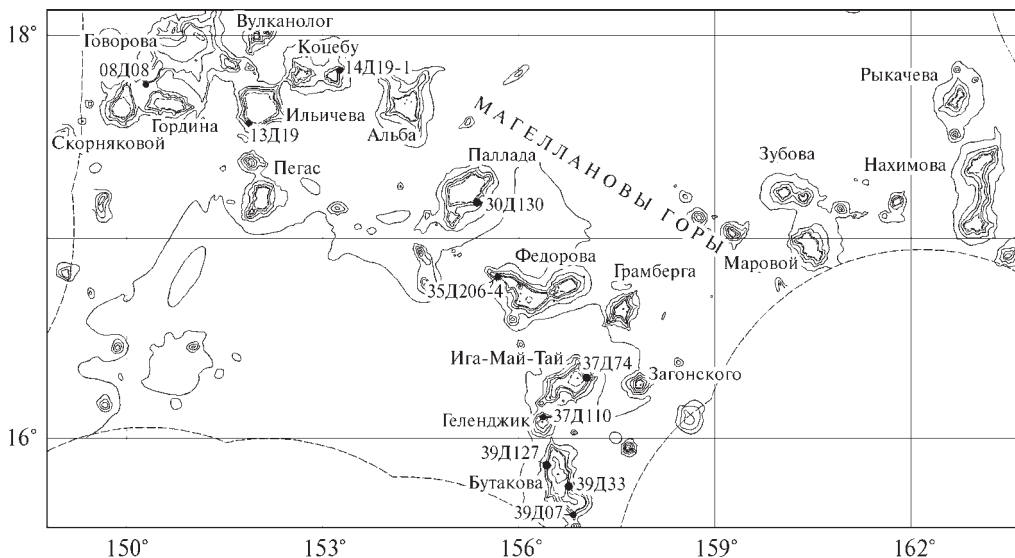 18°
Вулканолог
Говорова
Коцебу
08Д08
14Д19-1
Рыкачева
Гордина
Ильичева
Альба
Скорняковой
13Д19
МАГЕЛЛАНОВЫ ГОРЫ
Пегас
Паллада
Зубова
Нахимова
30Д130
Федорова
Грамберга
Маровой
35Д206-4
Ига-Май-Тай
37Д74
Загонского
Геленджик
37Д110
16°
39Д127
Бутакова
39Д33
39Д07
150°
153°
156°
159°
162°